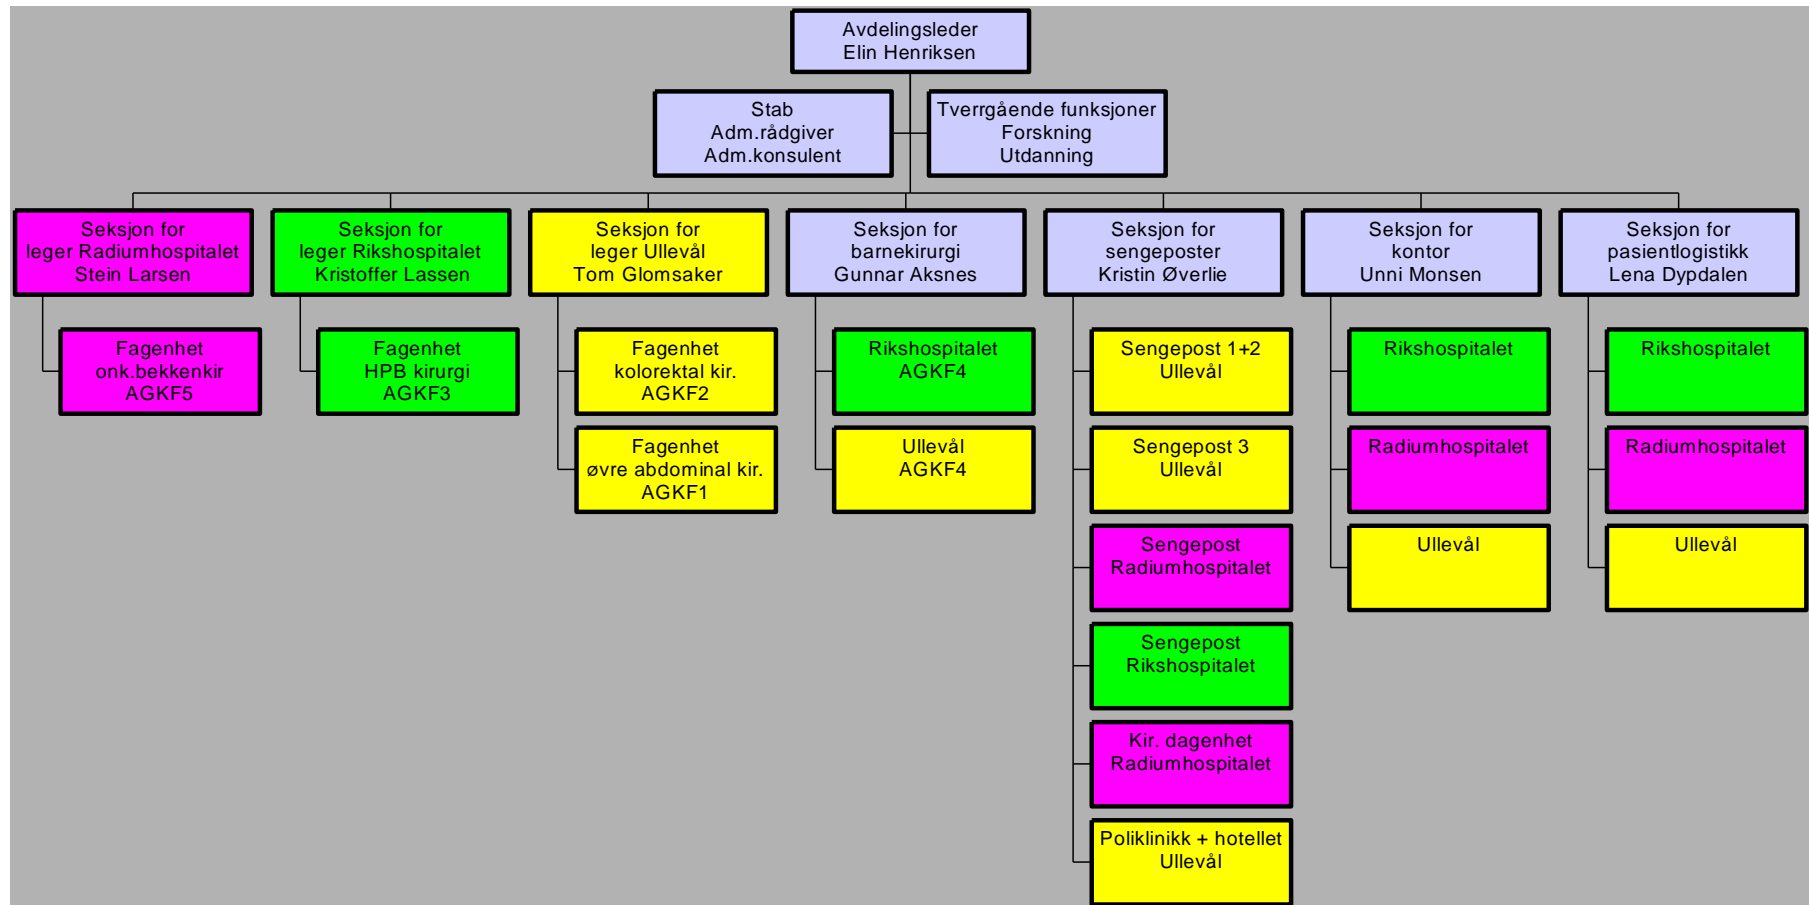 Avdelingsleder
Elin Henriksen
Stab
Adm.rådgiver
Adm.konsulent
Tverrgående funksjoner
Forskning
Utdanning
Seksjon for
leger Radiumhospitalet
Stein Larsen
Seksjon for
leger Rikshospitalet
Kristoffer Lassen
Seksjon for
leger Ullevål
Tom Glomsaker
Seksjon for
barnekirurgi
Gunnar Aksnes
Seksjon for
sengeposter
Kristin Øverlie
Seksjon for
kontor
Unni Monsen
Seksjon for
pasientlogistikk
Lena Dypdalen
Fagenhet
onk.bekkenkir
AGKF5
Fagenhet
HPB kirurgi
AGKF3
Fagenhet
kolorektal kir.
AGKF2
Fagenhet
øvre abdominal kir.
AGKF1
Rikshospitalet
AGKF4
Ullevål
AGKF4
Sengepost 1+2
Ullevål
Sengepost 3
Ullevål
Sengepost
Radiumhospitalet
Sengepost
Rikshospitalet
Kir. dagenhet
Radiumhospitalet
Poliklinikk + hotellet
Ullevål
Rikshospitalet
Radiumhospitalet
Ullevål
Rikshospitalet
Radiumhospitalet
Ullevål